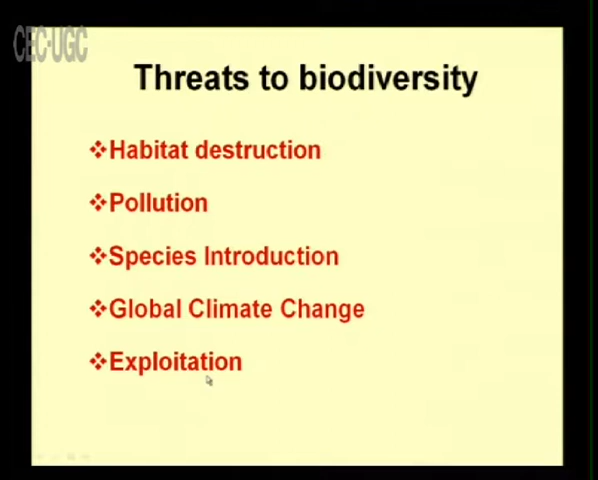 CEC-UGC
Threats to biodiversity
Habitat destruction
Pollution
Species Introduction
Global Climate Change
Exploitation